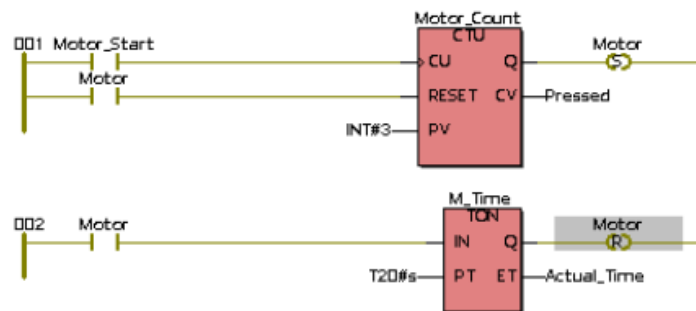 Motor_Count
001 Motor_Start CTU Motor
CU Q S
Motor
RESET CV Pressed
INT#3 PV
M_Time
002 Motor TON Motor
IN Q R
T20#s PT ET Actual_Time